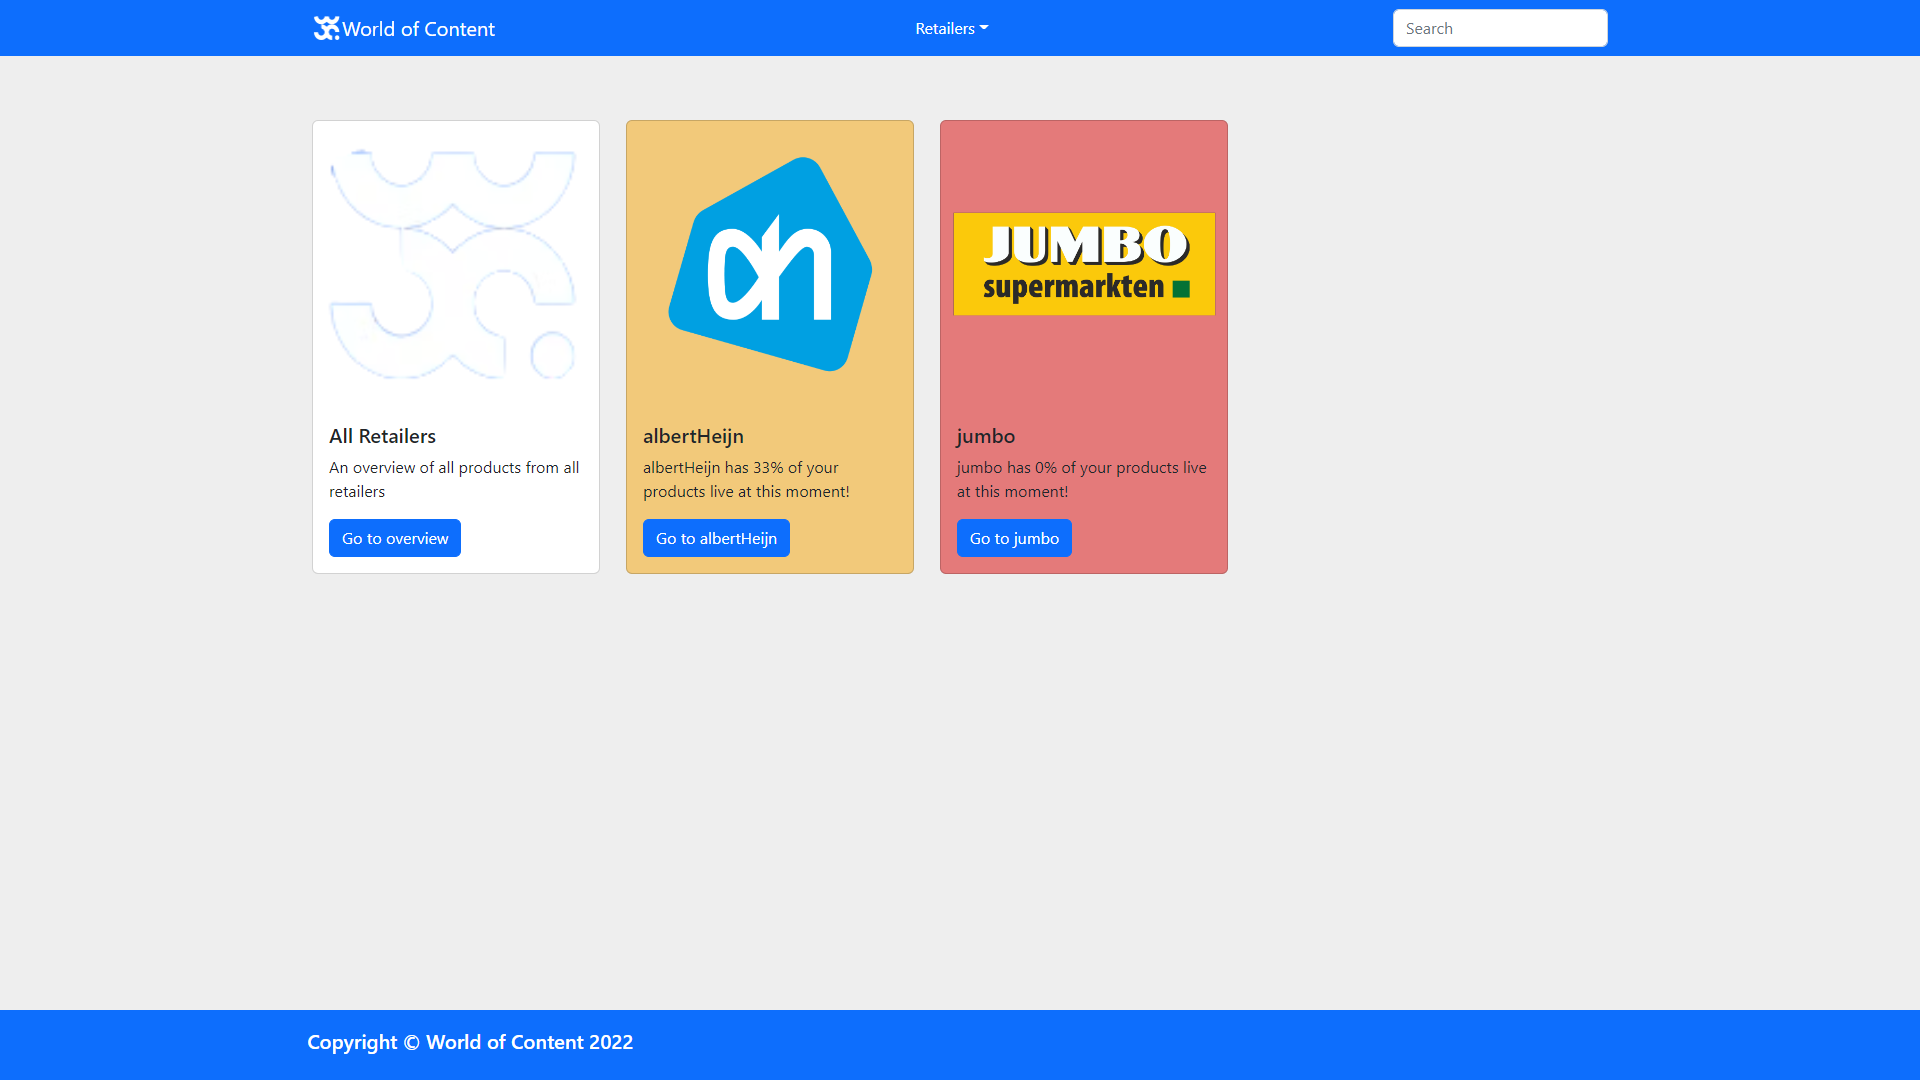 World of Content
Retailers
Search
JUMBO
supermarkten
All Retailers
An overview of all products from all
retailers
Go to overview
albertHeijn
albertHeijn has 33% of your
products live at this moment!
Go to albertHeijn
jumbo
jumbo has 0% of your products live
at this moment!
Go to jumbo
Copyright © World of Content 2022